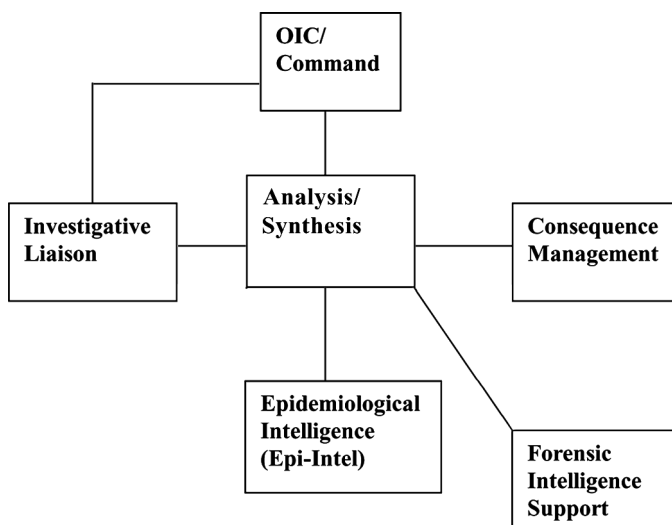 OIC/
Command
Analysis/
Synthesis
Investigative
Liaison
Consequence
Management
Epidemiological
Intelligence
(Epi-Intel)
Forensic
Intelligence
Support